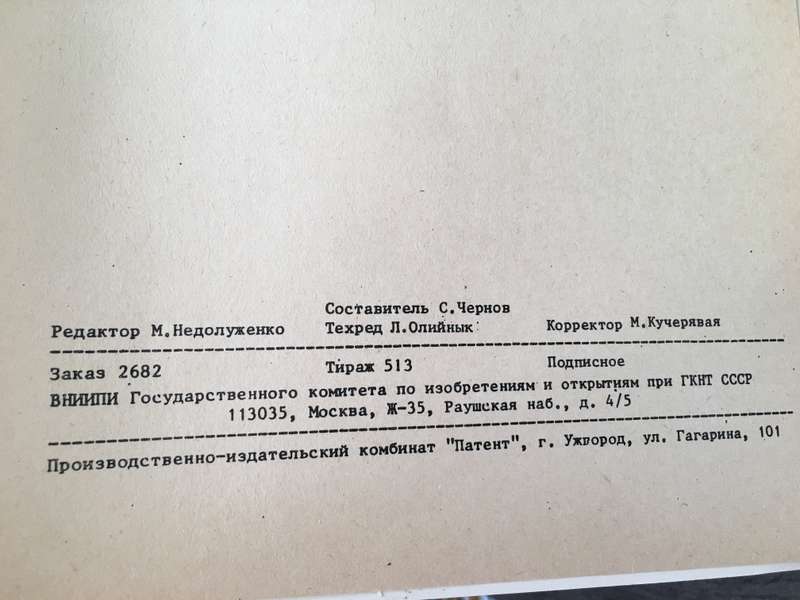 Составитель С.Чернов
Редактор М.Недолуженко Техред Л.Олийнык Корректор М.Кучерявая
Заказ 2682 Тираж 513 Подписное
ВНИИПИ Государственного комитета по изобретениям и открытиям при ГКНТ СССР
113035, Москва, Ж-35, Раушская наб., д. 4/5
Производственно-издательский комбинат "Патент", г. Ужгород, ул. Гагарина, 101